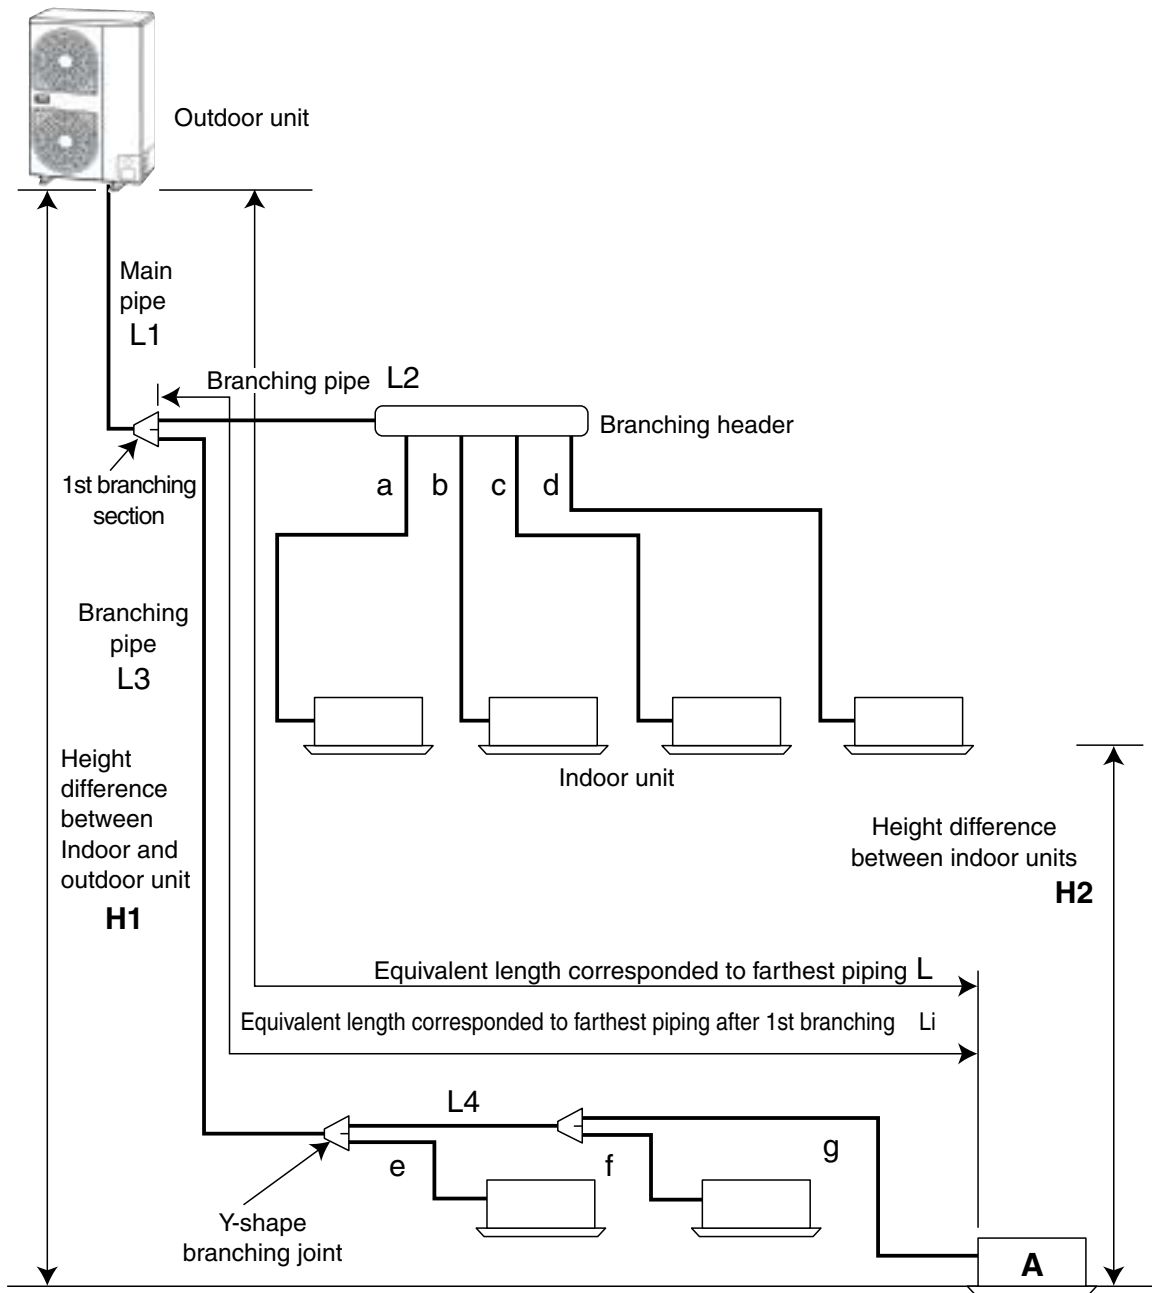 Outdoor unit
Main
pipe
L1
Branching pipe L2
Branching header
1st branching
section
a b c d
Branching
pipe
L3
Indoor unit
Height
difference
between
Indoor and
outdoor unit
H1
Height difference
between indoor units
H2
Equivalent length corresponded to farthest piping L
Equivalent length corresponded to farthest piping after 1st branching Li
L4
e f g
Y-shape
branching joint
A